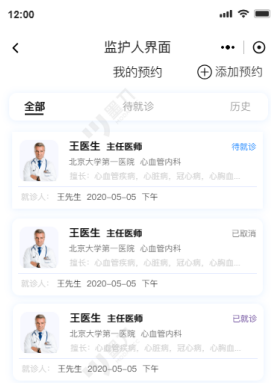 12:00
监护人界面
我的预约
添加预约
全部 待就诊 历史
王医生 主任医师 待就诊
北京大学第一医院 心血管内科
擅长：心血管疾病、心脏病、冠心病、心胸血...
就诊人： 王先生 2020-05-05 下午
王医生 主任医师 已取消
北京大学第一医院 心血管内科
擅长：心血管疾病、心脏病、冠心病、心胸血...
就诊人： 王先生 2020-05-05 下午
王医生 主任医师 已就诊
北京大学第一医院 心血管内科
擅长：心血管疾病、心脏病、冠心病、心胸血...
就诊人： 王先生 2020-05-05 下午